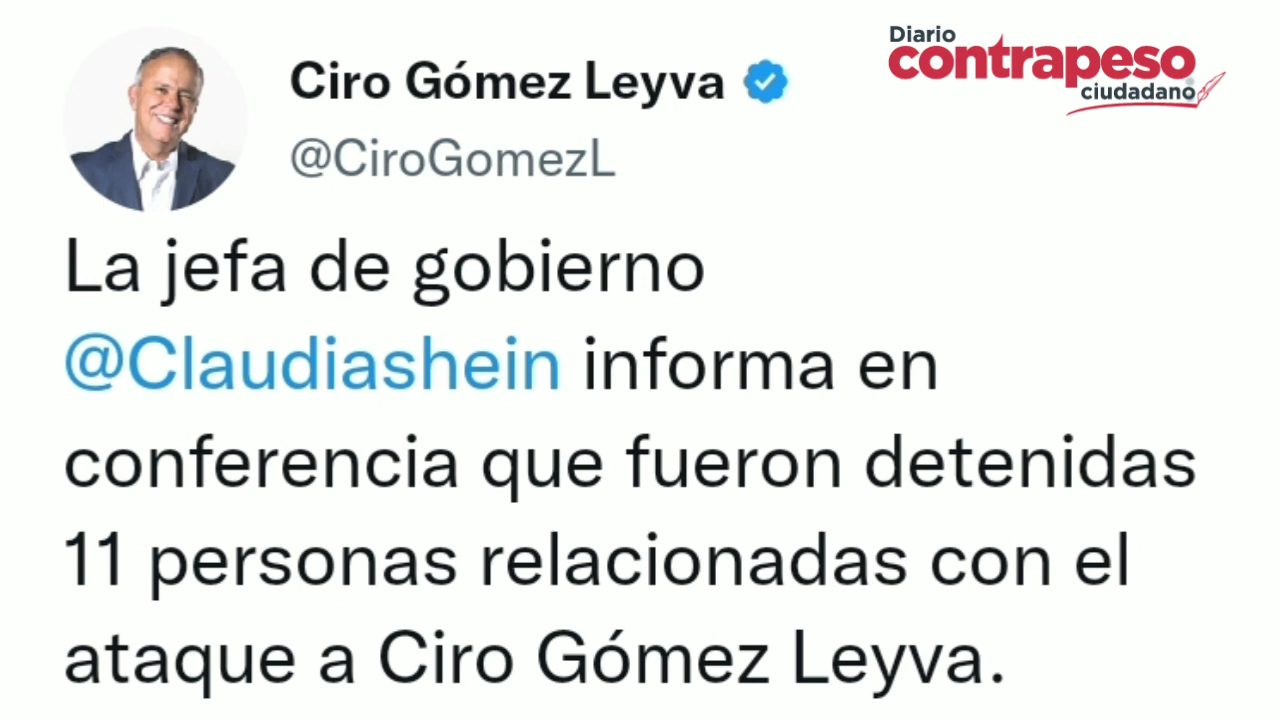 Ciro Gómez Leyva
@CiroGomezL
Diario
contrapeso
ciudadano
La jefa de gobierno
@Claudiashein informa en
conferencia que fueron detenidas
11 personas relacionadas con el
ataque a Ciro Gómez Leyva.